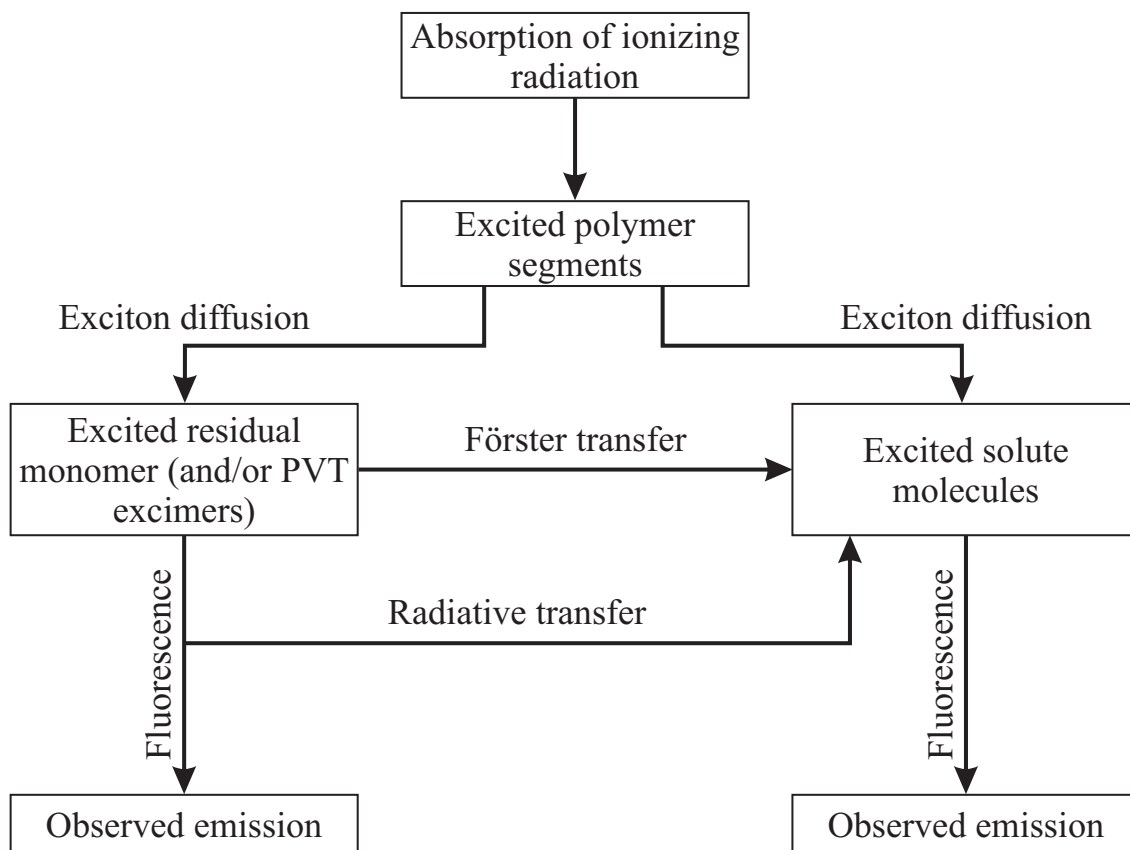 Absorption of ionizing
radiation
Excited polymer
segments
Exciton diffusion
Exciton diffusion
Excited residual
monomer (and/or PVT
excimers)
Förster transfer
Excited solute
molecules
Fluorescence
Radiative transfer
Fluorescence
Observed emission
Observed emission